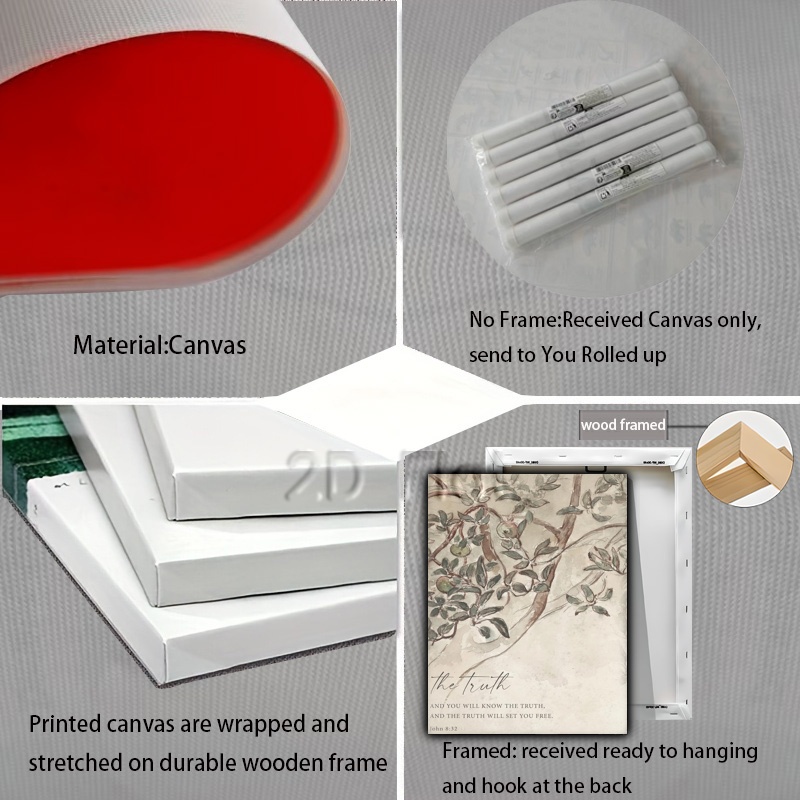 Material:Canvas
No Frame:Received Canvas only,
send to You Rolled up
2D
wood framed
the truth
AND YOU WILL KNOW THE TRUTH,
AND THE TRUTH WILL SET YOU FREE.
John 8:32
Printed canvas are wrapped and
stretched on durable wooden frame
Framed: received ready to hanging
and hook at the back